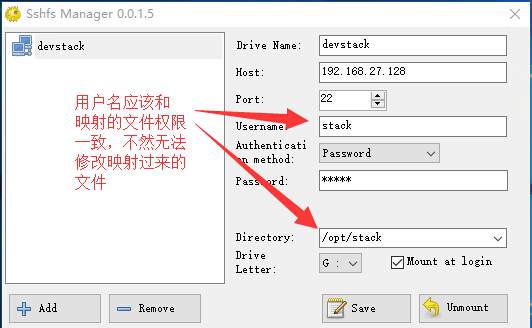 Sshfs Manager 0.0.1.5
devstack
用户名应该和
映射的文件权限
一致，不然无法
修改映射过来的
文件
Drive Name:
devstack
Host:
192.168.27.128
Port:
22
Username:
stack
Authenticati
on method:
Password
Password:
*****
Directory:
/opt/stack
Drive
Letter:
G :
Mount at login
Add
Remove
Save
Unmount